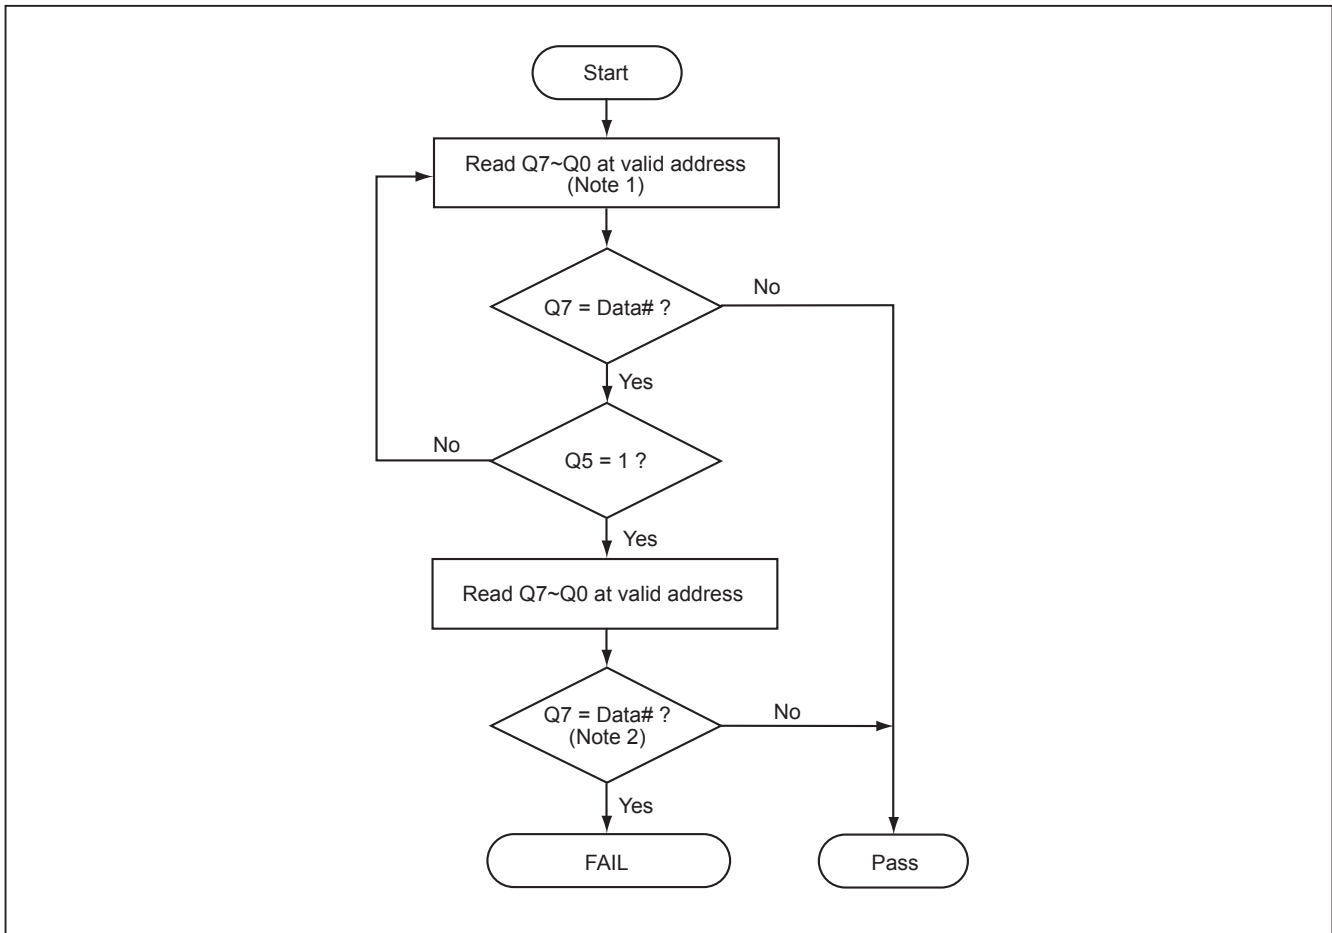 Start
Read Q7~Q0 at valid address
(Note 1)
Q7 = Data# ?
No
Yes
No
Q5 = 1 ?
Yes
Read Q7~Q0 at valid address
Q7 = Data# ?
(Note 2)
No
Yes
FAIL
Pass